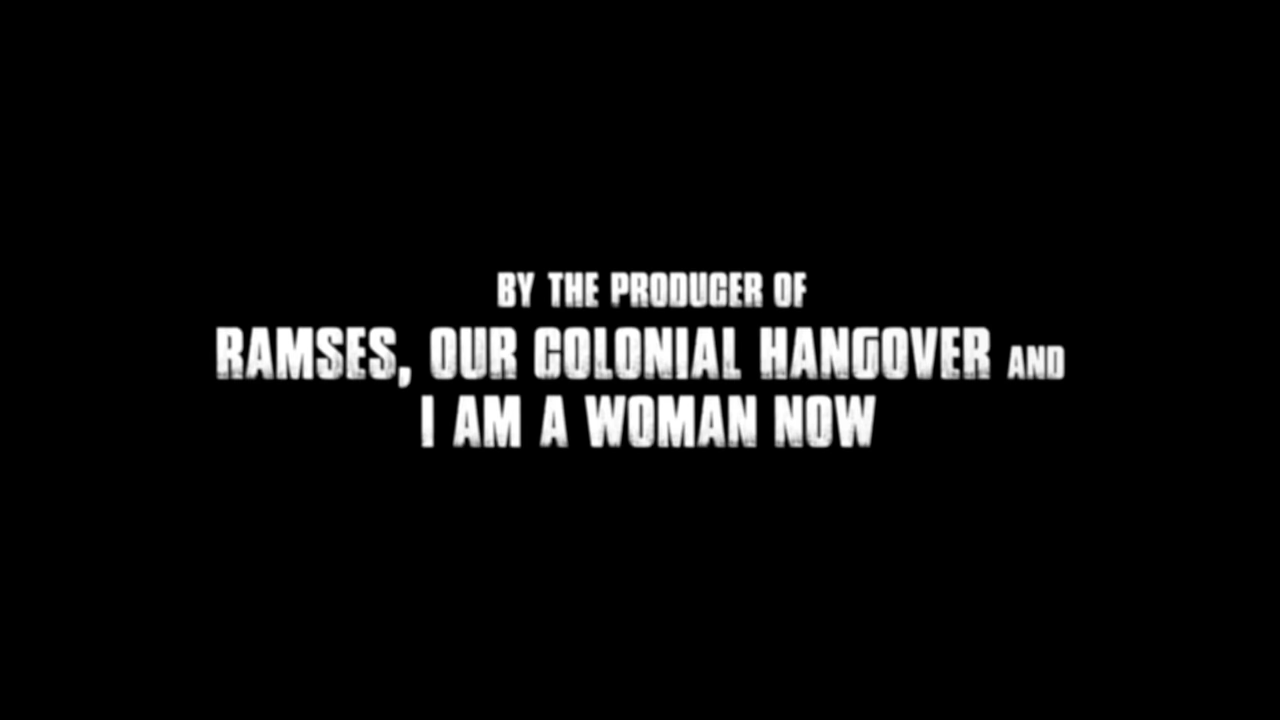 BY THE PRODUCER OF
RAMSES, OUR COLONIAL HANGOVER AND
I AM A WOMAN NOW